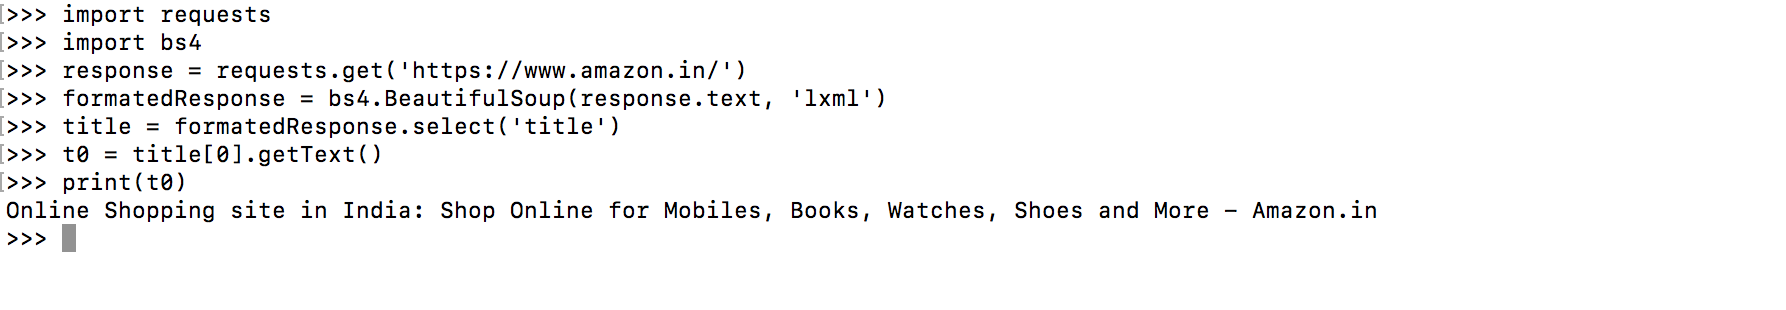 >>> import requests
>>> import bs4
>>> response = requests.get('https://www.amazon.in/')
>>> formatedResponse = bs4.BeautifulSoup(response.text, 'lxml')
>>> title = formatedResponse.select('title')
>>> t0 = title[0].getText()
>>> print(t0)
Online Shopping site in India: Shop Online for Mobiles, Books, Watches, Shoes and More - Amazon.in
>>>